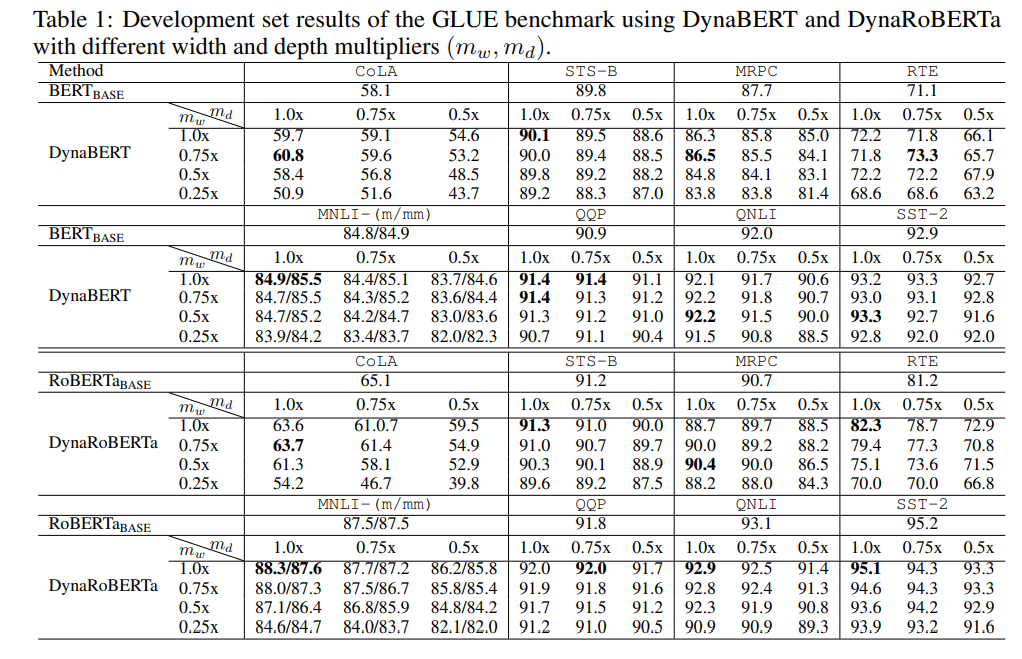 Table 1: Development set results of the GLUE benchmark using DynaBERT and DynaRoBERTa
with different width and depth multipliers (m_w, m_d).
Method CoLA STS-B MRPC RTE
BERT_BASE 58.1 89.8 87.7 71.1
m_w m_d 1.0x 0.75x 0.5x 1.0x 0.75x 0.5x 1.0x 0.75x 0.5x 1.0x 0.75x 0.5x
1.0x 59.7 59.1 54.6 90.1 89.5 88.6 86.3 85.8 85.0 72.2 71.8 66.1
DynaBERT 0.75x 60.8 59.6 53.2 90.0 89.4 88.5 86.5 85.5 84.1 71.8 73.3 65.7
0.5x 58.4 56.8 48.5 89.8 89.2 88.2 84.8 84.1 83.1 72.2 72.2 67.9
0.25x 50.9 51.6 43.7 89.2 88.3 87.0 83.8 83.8 81.4 68.6 68.6 63.2
MNLI-(m/mm) QQP QNLI SST-2
BERT_BASE 84.8/84.9 90.9 92.0 92.9
m_w m_d 1.0x 0.75x 0.5x 1.0x 0.75x 0.5x 1.0x 0.75x 0.5x 1.0x 0.75x 0.5x
1.0x 84.9/85.5 84.4/85.1 83.7/84.6 91.4 91.4 91.1 92.1 91.7 90.6 93.2 93.3 92.7
DynaBERT 0.75x 84.7/85.5 84.3/85.2 83.6/84.4 91.4 91.3 91.2 92.2 91.8 90.7 93.0 93.1 92.8
0.5x 84.7/85.2 84.2/84.7 83.0/83.6 91.3 91.2 91.0 92.2 91.5 90.0 93.3 92.7 91.6
0.25x 83.9/84.2 83.4/83.7 82.0/82.3 90.7 91.1 90.4 91.5 90.8 88.5 92.8 92.0 92.0
CoLA STS-B MRPC RTE
RoBERTa_BASE 65.1 91.2 90.7 81.2
m_w m_d 1.0x 0.75x 0.5x 1.0x 0.75x 0.5x 1.0x 0.75x 0.5x 1.0x 0.75x 0.5x
1.0x 63.6 61.0.7 59.5 91.3 91.0 90.0 88.7 89.7 88.5 82.3 78.7 72.9
DynaRoBERTa 0.75x 63.7 61.4 54.9 91.0 90.7 89.7 90.0 89.2 88.2 79.4 77.3 70.8
0.5x 61.3 58.1 52.9 90.3 90.1 88.9 90.4 90.0 86.5 75.1 73.6 71.5
0.25x 54.2 46.7 39.8 89.6 89.2 87.5 88.2 88.0 84.3 70.0 70.0 66.8
MNLI-(m/mm) QQP QNLI SST-2
RoBERTa_BASE 87.5/87.5 91.8 93.1 95.2
m_w m_d 1.0x 0.75x 0.5x 1.0x 0.75x 0.5x 1.0x 0.75x 0.5x 1.0x 0.75x 0.5x
1.0x 88.3/87.6 87.7/87.2 86.2/85.8 92.0 92.0 91.7 92.9 92.5 91.4 95.1 94.3 93.3
DynaRoBERTa 0.75x 88.0/87.3 87.5/86.7 85.8/85.4 91.9 91.8 91.6 92.8 92.4 91.3 94.6 94.3 93.3
0.5x 87.1/86.4 86.8/85.9 84.8/84.2 91.7 91.5 91.2 92.3 91.9 90.8 93.6 94.2 92.9
0.25x 84.6/84.7 84.0/83.7 82.1/82.0 91.2 91.0 90.5 90.9 90.9 89.3 93.9 93.2 91.6